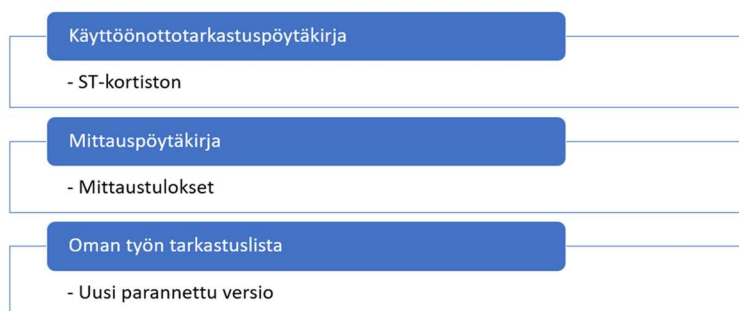 Käyttöönottotarkastuspöytäkirja
- ST-kortiston
Mittauspöytäkirja
- Mittaustulokset
Oman työn tarkastuslista
- Uusi parannettu versio